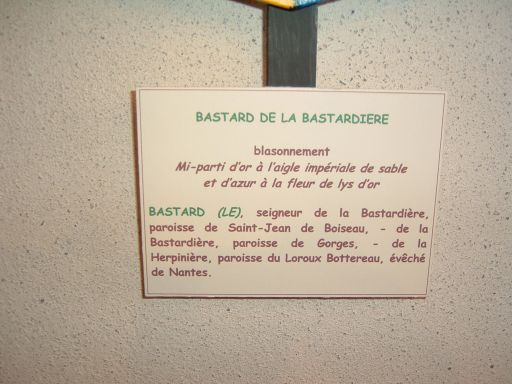 BASTARD DE LA BASTARDIERE
blasonnement
Mi-parti d'or à l'aigle impériale de sable
et d'azur à la fleur de lys d'or
BASTARD (LE), seigneur de la Bastardière,
paroisse de Saint-Jean de Boiseau, - de la
Bastardière, paroisse de Gorges, - de la
Herpinière, paroisse du Loroux Bottereau, évêché
de Nantes.